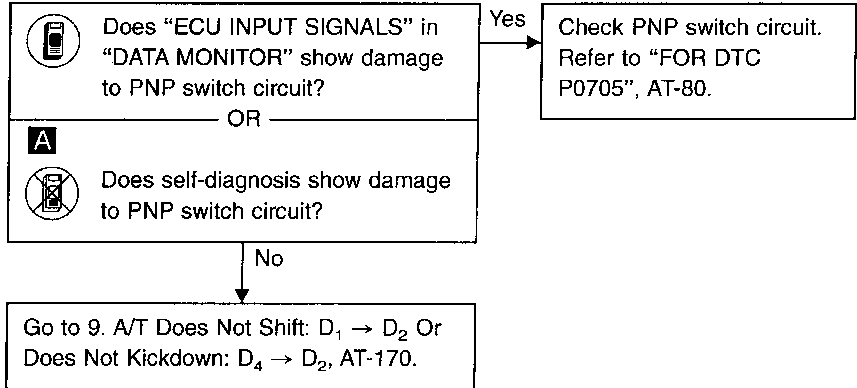 Does “ECU INPUT SIGNALS” in
“DATA MONITOR” show damage
to PNP switch circuit?
Yes
Check PNP switch circuit.
Refer to “FOR DTC
P0705”, AT-80.
OR
A
Does self-diagnosis show damage
to PNP switch circuit?
No
Go to 9. A/T Does Not Shift: D₁ → D₂ Or
Does Not Kickdown: D₄ → D₂, AT-170.